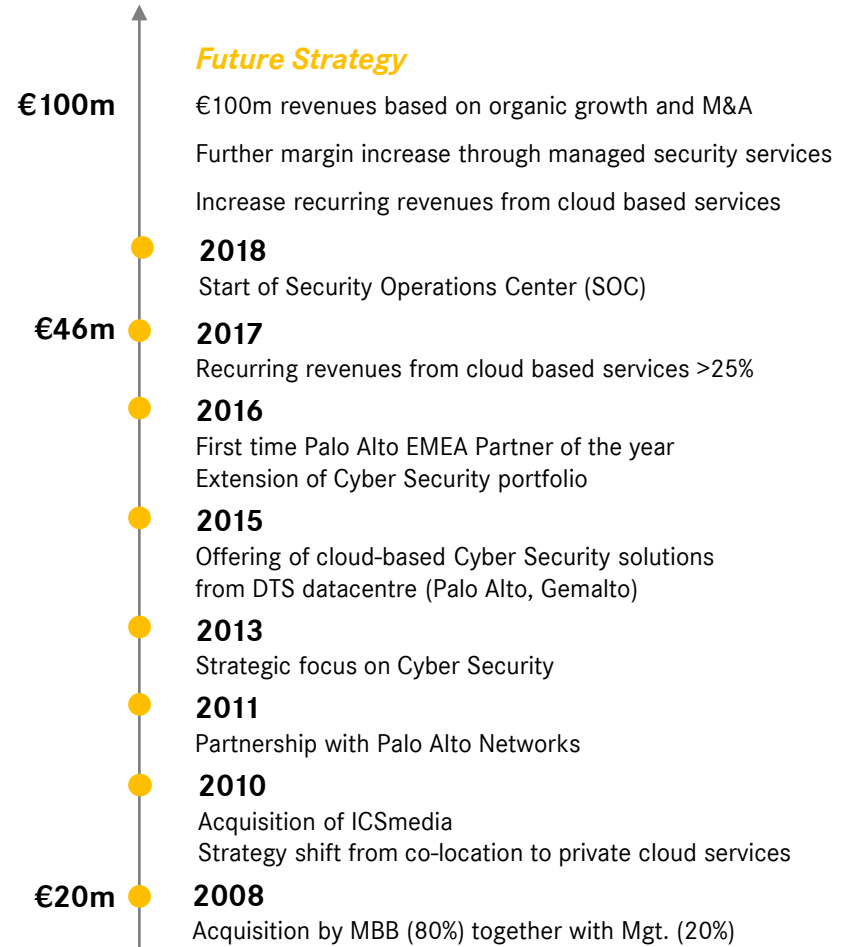 Future Strategy
€100m
€100m revenues based on organic growth and M&A
Further margin increase through managed security services
Increase recurring revenues from cloud based services
2018
Start of Security Operations Center (SOC)
€46m
2017
Recurring revenues from cloud based services >25%
2016
First time Palo Alto EMEA Partner of the year
Extension of Cyber Security portfolio
2015
Offering of cloud-based Cyber Security solutions
from DTS datacentre (Palo Alto, Gemalto)
2013
Strategic focus on Cyber Security
2011
Partnership with Palo Alto Networks
2010
Acquisition of ICSmedia
Strategy shift from co-location to private cloud services
€20m
2008
Acquisition by MBB (80%) together with Mgt. (20%)